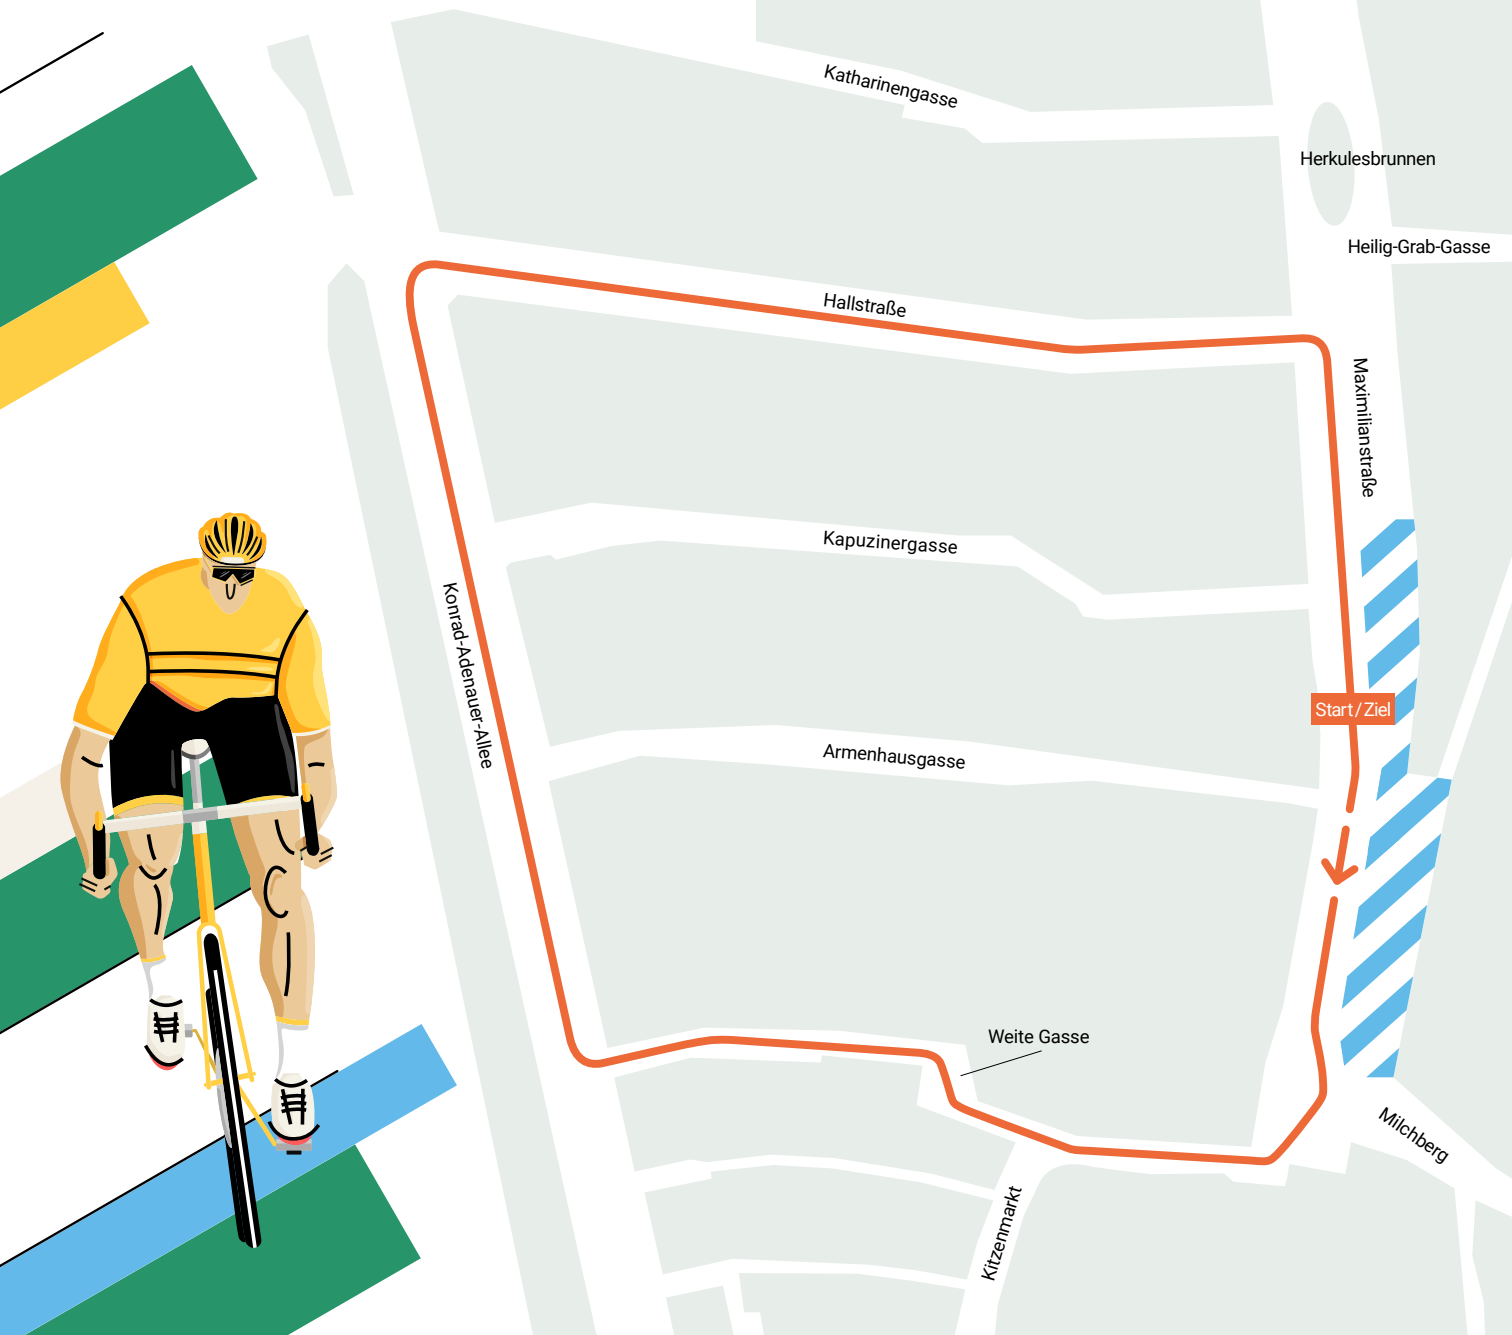 Katharinengasse
Herkulesbrunnen
Heilig-Grab-Gasse
Hallstraße
Maximilianstraße
Kapuzinergasse
Konrad-Adenauer-Allee
Start/Ziel
Armenhausgasse
Weite Gasse
Milchberg
Kitzenmarkt